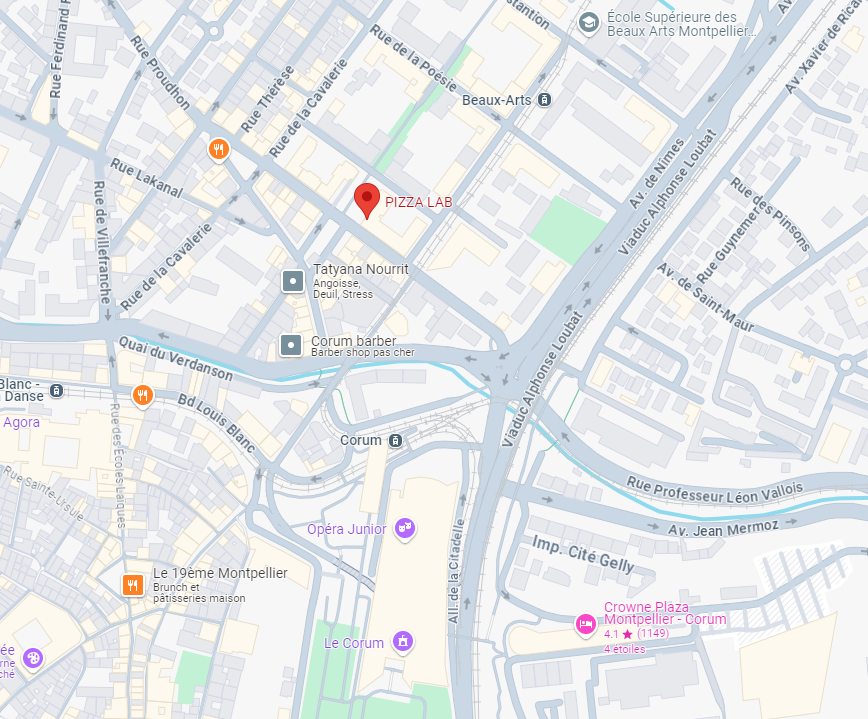 stantion
École Supérieure des
Beaux Arts Montpellier...
Av.
Rue Ferdinand F
Rue Proudhon
Rue de la Poésie
Av. Xavier de Rica
Rue Thérèse
Rue de la Cavalerie
Beaux-Arts
Rue Lakanal
Av. de Nîmes
Viaduc Alphonse Loubat
Rue de Villefranche
PIZZA LAB
Rue des Pinsons
Rue Guynemer
Rue de la Cavalerie
Tatyana Nourrit
Angoisse,
Deuil, Stress
Av. de Saint-Maur
Corum barber
Barber shop pas cher
Quai du Verdanson
Viaduc Alphonse Loubat
Blanc -
Danse
Agora
Bd Louis Blanc
Rue des Écoles Laïques
Corum
Rue Sainte-Ursule
Rue Professeur Léon Vallois
Av. Jean Mermoz
Opéra Junior
All. de la Citadelle
Imp. Cité Gelly
Le 19ème Montpellier
Brunch et
pâtisseries maison
Crowne Plaza
Montpellier - Corum
4.1 ★ (1149)
4 étoiles
Le Corum
ée
rne
ché